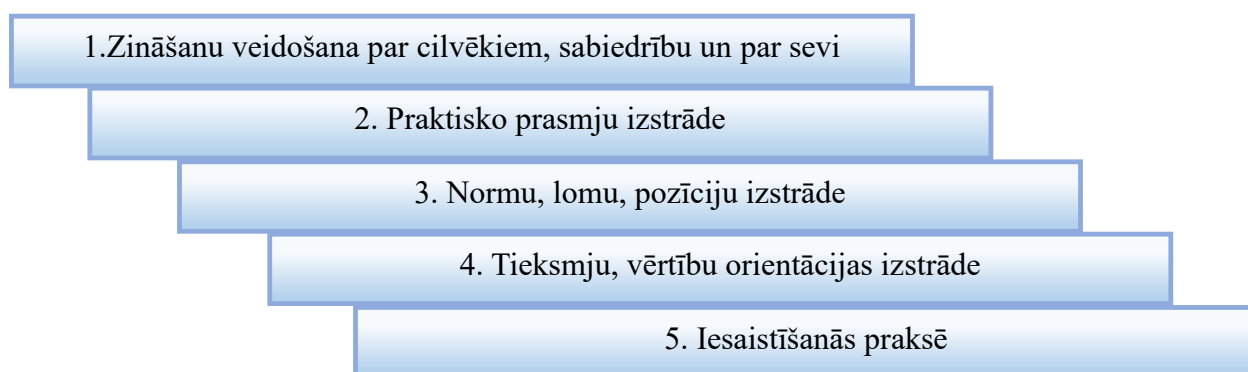 1.Zināšanu veidošana par cilvēkiem, sabiedrību un par sevi
2. Praktisko prasmju izstrāde
3. Normu, lomu, pozīciju izstrāde
4. Tieksmju, vērtību orientācijas izstrāde
5. Iesaistīšanās praksē